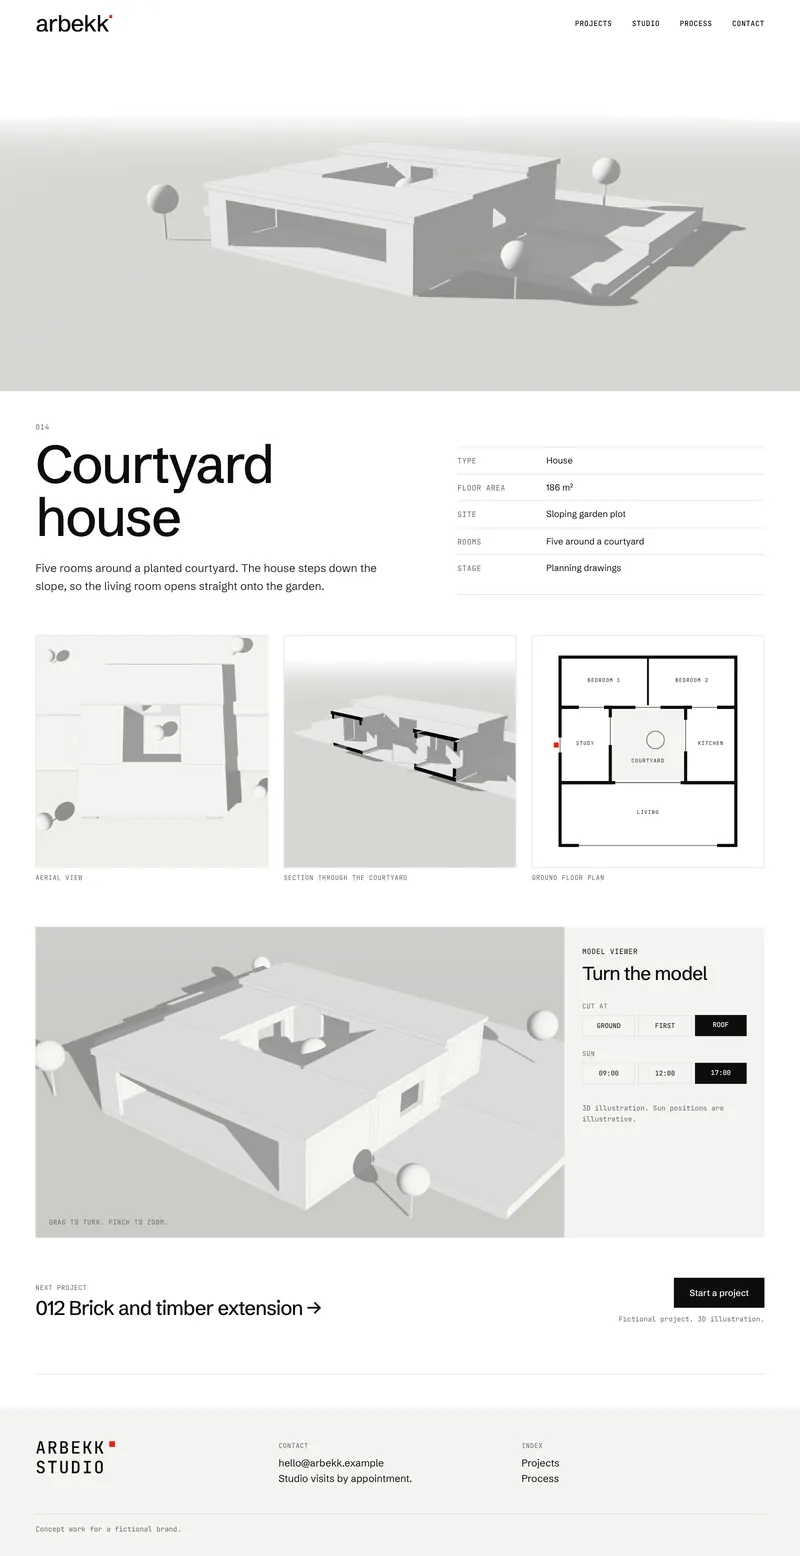 arbekk
PROJECTS STUDIO PROCESS CONTACT
014
Courtyard
house
Five rooms around a planted courtyard. The house steps down the
slope, so the living room opens straight onto the garden.
TYPE House
FLOOR AREA 186 m²
SITE Sloping garden plot
ROOMS Five around a courtyard
STAGE Planning drawings
BEDROOM 1 BEDROOM 2
STUDY KITCHEN
COURTYARD
LIVING
AERIAL VIEW
SECTION THROUGH THE COURTYARD
GROUND FLOOR PLAN
DRAG TO TURN. PINCH TO ZOOM.
MODEL VIEWER
Turn the model
CUT AT
GROUND FIRST ROOF
SUN
09:00 12:00 17:00
3D illustration. Sun positions are
illustrative.
NEXT PROJECT
012 Brick and timber extension →
Start a project
Fictional project. 3D illustration.
ARBEKK
STUDIO
CONTACT
hello@arbekk.example
Studio visits by appointment.
INDEX
Projects
Process
Concept work for a fictional brand.